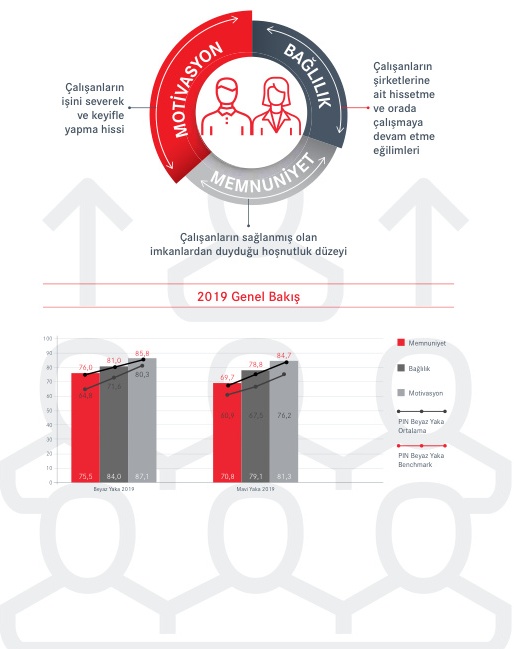 MOTİVASYON
BAĞLILIK
MEMNUNİYET
Çalışanların
işini severek
ve keyifle
yapma hissi
Çalışanların
şirketlerine
ait hissetme
ve orada
çalışmaya
devam etme
eğilimleri
Çalışanların sağlanmış olan
imkanlardan duyduğu hoşnutluk düzeyi
2019 Genel Bakış
100
90
80
70
60
50
40
30
20
10
0
76,0
81,0
85,8
64,8
71,6
80,3
75,5
84,0
87,1
Beyaz Yaka 2019
69,7
78,8
84,7
60,9
67,5
76,2
70,8
79,1
81,3
Mavi Yaka 2019
Memnuniyet
Bağlılık
Motivasyon
PIN Beyaz Yaka
Ortalama
PIN Beyaz Yaka
Benchmark